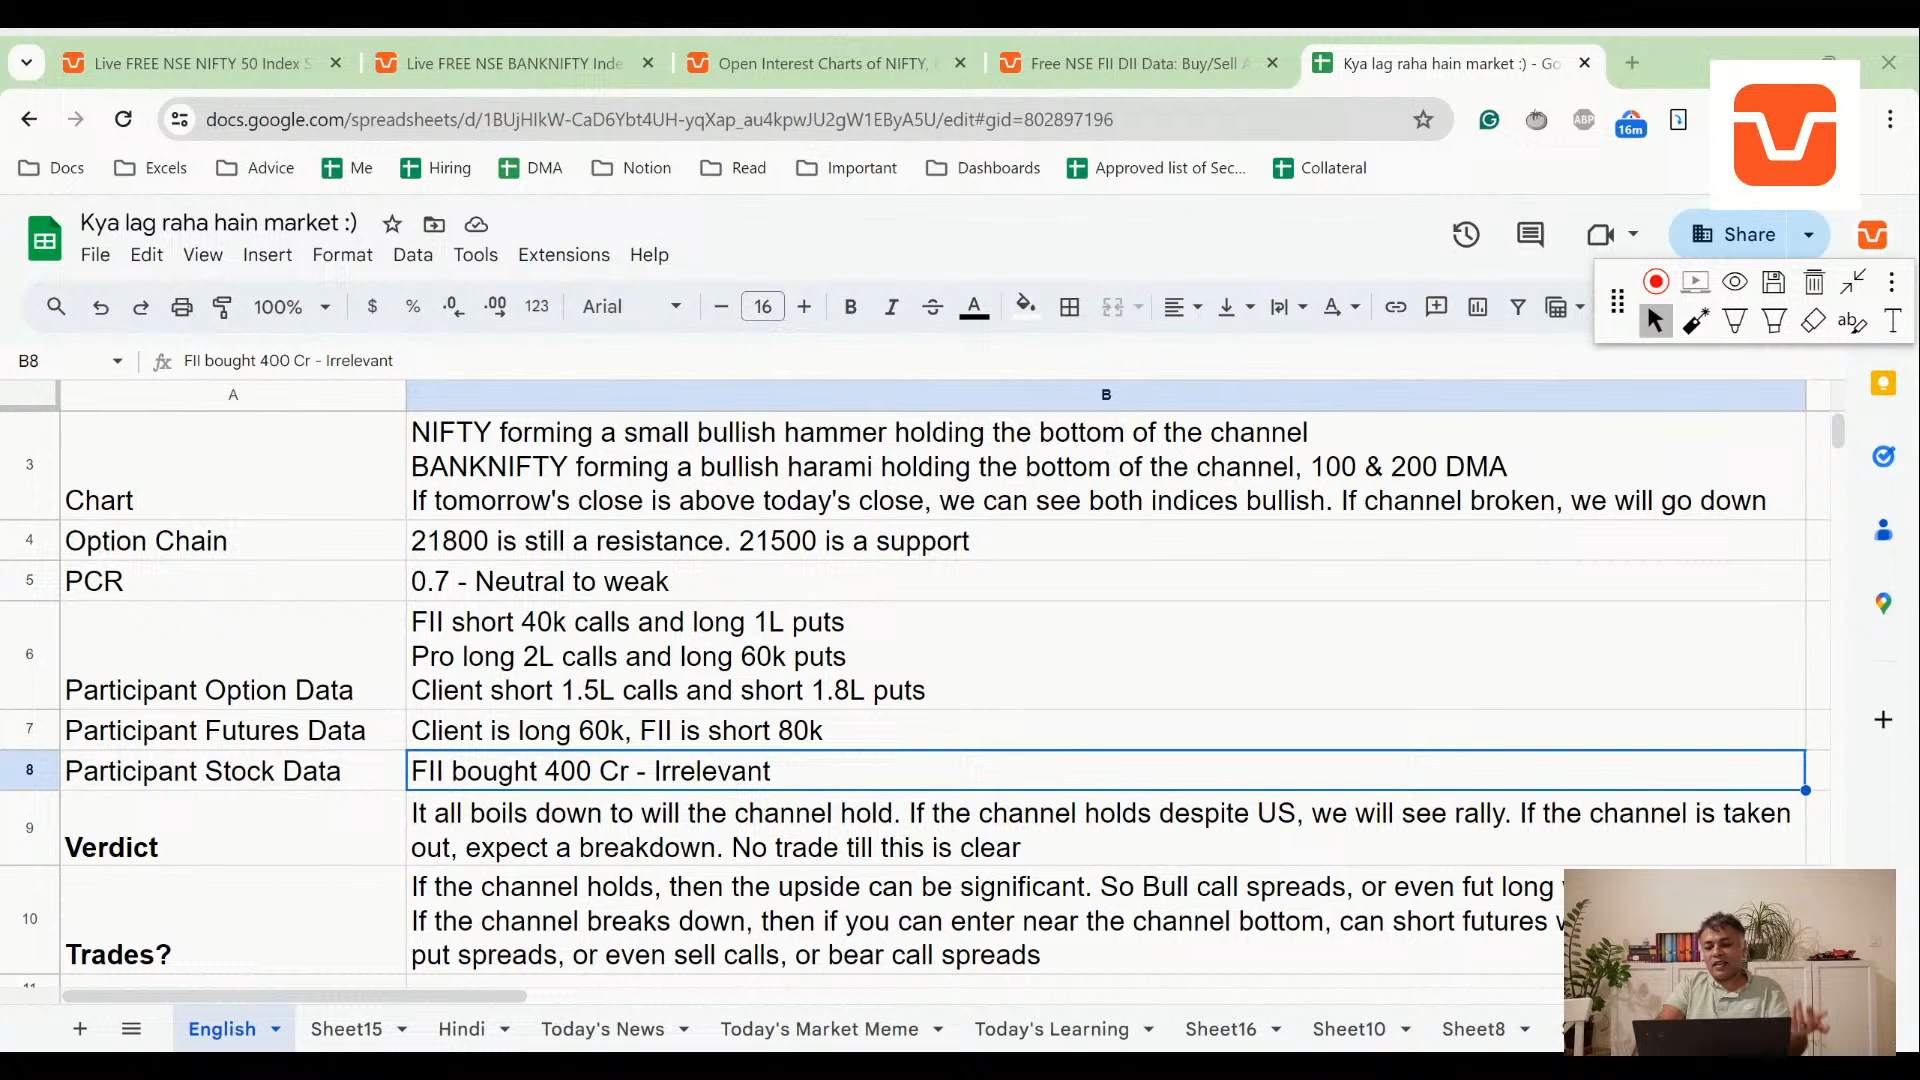 Live FREE NSE NIFTY 50 Index S
Live FREE NSE BANKNIFTY Inde
Open Interest Charts of NIFTY,
Free NSE FII DII Data: Buy/Sell A
Kya lag raha hain market :) - Go
docs.google.com/spreadsheets/d/1BUjHIkW-CaD6Ybt4UH-yqXap_au4kpwJU2gW1EByA5U/edit#gid=802897196
ABP
16m
Docs
Excels
Advice
Me
Hiring
DMA
Notion
Read
Important
Dashboards
Approved list of Sec...
Collateral
Kya lag raha hain market :)
Share
File Edit View Insert Format Data Tools Extensions Help
100% $ % .0 .00 123 Arial 16 B I A
B8 fx FII bought 400 Cr - Irrelevant
A B
3 Chart
NIFTY forming a small bullish hammer holding the bottom of the channel
BANKNIFTY forming a bullish harami holding the bottom of the channel, 100 & 200 DMA
If tomorrow's close is above today's close, we can see both indices bullish. If channel broken, we will go down
4 Option Chain 21800 is still a resistance. 21500 is a support
5 PCR 0.7 - Neutral to weak
6 Participant Option Data
FII short 40k calls and long 1L puts
Pro long 2L calls and long 60k puts
Client short 1.5L calls and short 1.8L puts
7 Participant Futures Data Client is long 60k, FII is short 80k
8 Participant Stock Data FII bought 400 Cr - Irrelevant
9 Verdict
It all boils down to will the channel hold. If the channel holds despite US, we will see rally. If the channel is taken
out, expect a breakdown. No trade till this is clear
10 Trades?
If the channel holds, then the upside can be significant. So Bull call spreads, or even fut long
If the channel breaks down, then if you can enter near the channel bottom, can short futures
put spreads, or even sell calls, or bear call spreads
English
Sheet15
Hindi
Today's News
Today's Market Meme
Today's Learning
Sheet16
Sheet10
Sheet8